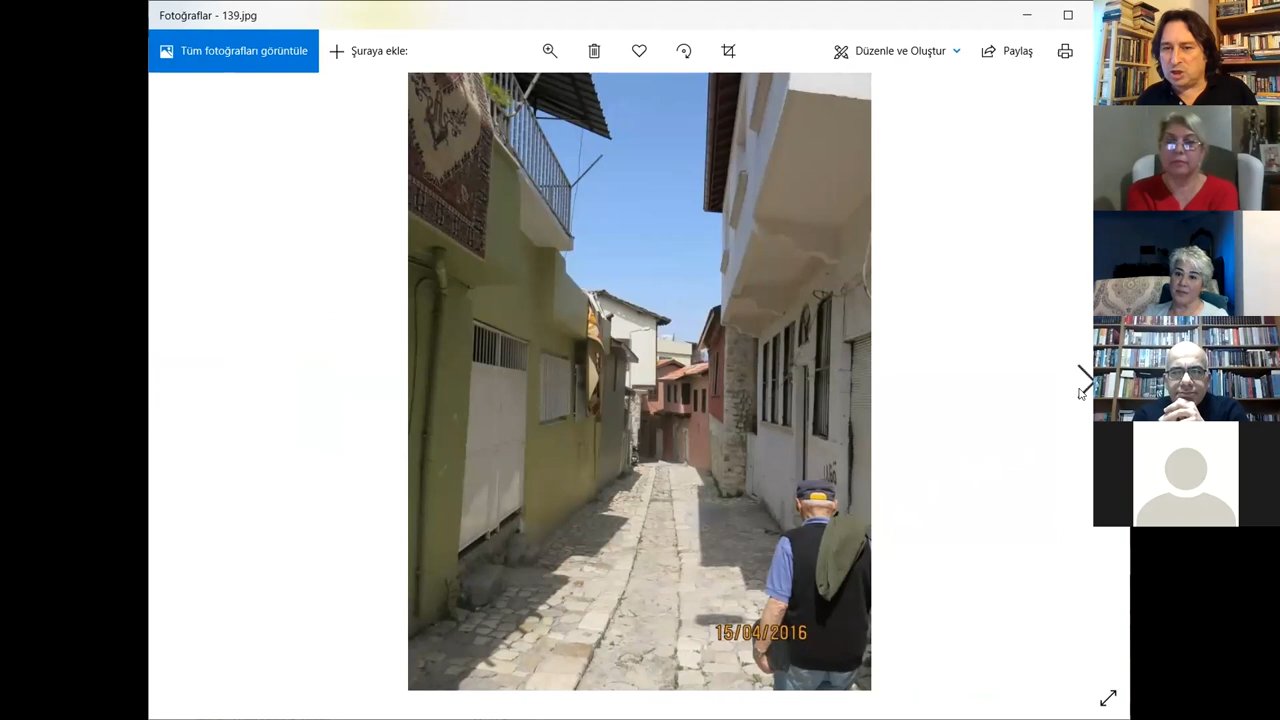 Fotoğraflar - 139.jpg
Tüm fotoğrafları görüntüle
Şuraya ekle:
Düzenle ve Oluştur
Paylaş
15/04/2016